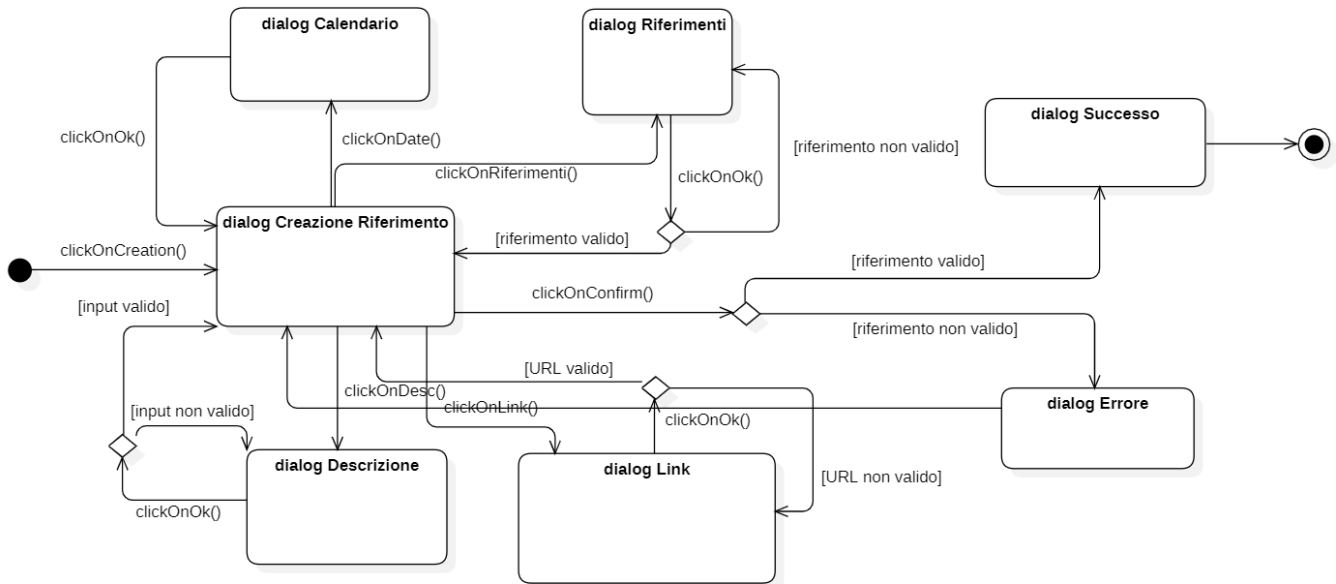 dialog Calendario
dialog Riferimenti
dialog Successo
clickOnOk()
clickOnDate()
[riferimento non valido]
clickOnRiferimenti()
clickOnOk()
dialog Creazione Riferimento
[riferimento valido]
clickOnCreation()
[riferimento valido]
clickOnConfirm()
[input valido]
[riferimento non valido]
[URL valido]
clickOnDesc()
[input non valido]
clickOnLink()
clickOnOk()
dialog Errore
dialog Descrizione
dialog Link
[URL non valido]
clickOnOk()